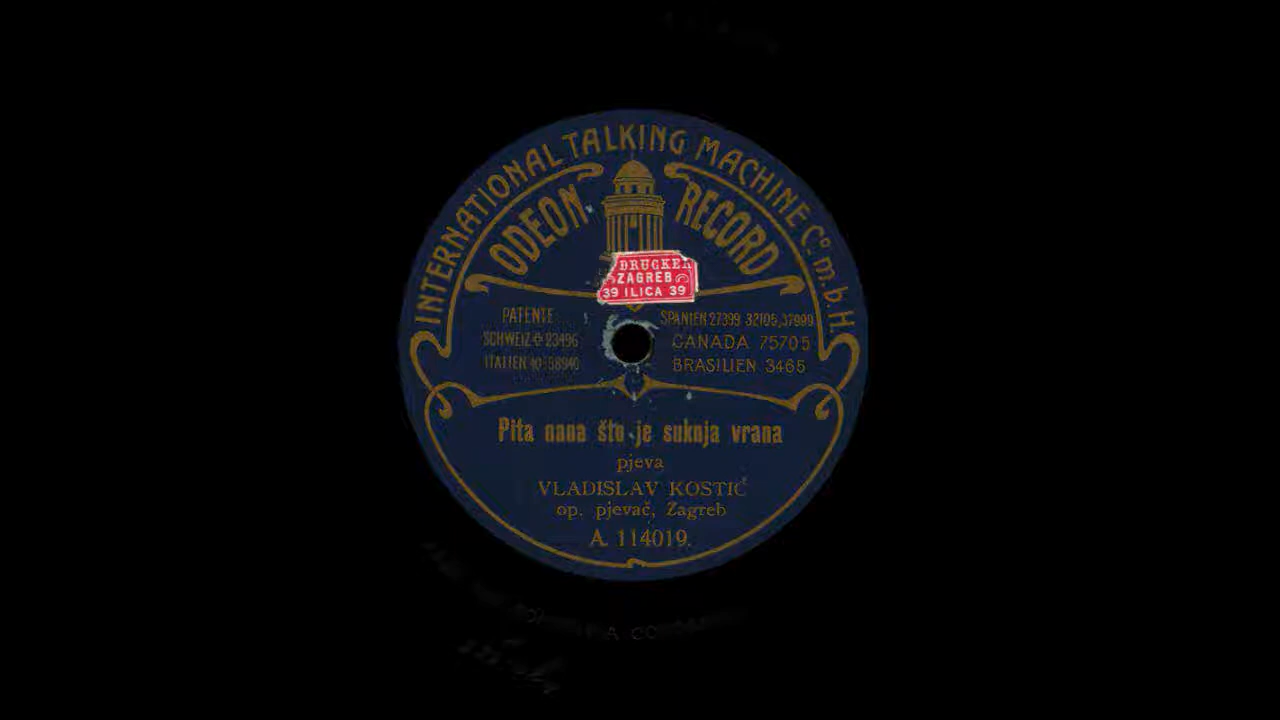 INTERNATIONAL TALKING MACHINE Co. m. b. H.
ODEON RECORD
DRUCKER
ZAGREB
39 ILICA 39
PATENTE
SCHWEIZ 23496
ITALIEN 58940
SPANIEN 27399 32105, 37999
CANADA 75705
BRASILIEN 3465
Pita nana što je suknja vrana
pjeva
VLADISLAV KOSTIĆ
op. pjevač, Zagreb
A. 114019.